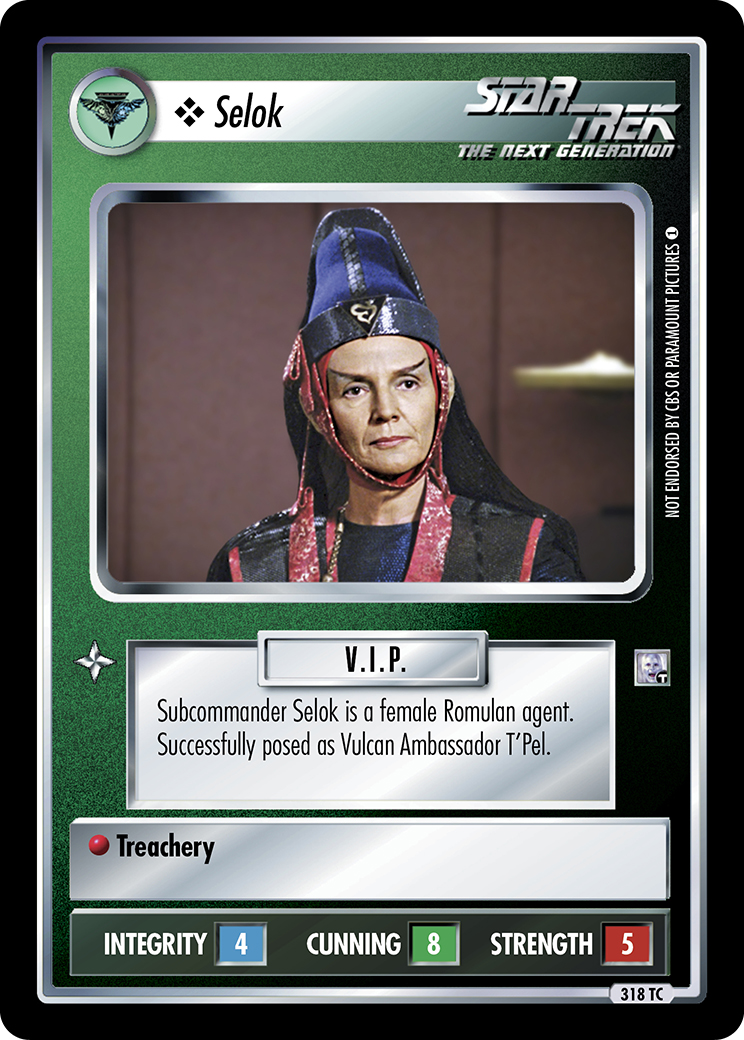 ❖ Selok
STAR TREK
THE NEXT GENERATION
NOT ENDORSED BY CBS OR PARAMOUNT PICTURES 1
V.I.P.
Subcommander Selok is a female Romulan agent.
Successfully posed as Vulcan Ambassador T'Pel.
T
Treachery
INTEGRITY 4 CUNNING 8 STRENGTH 5
318 TC